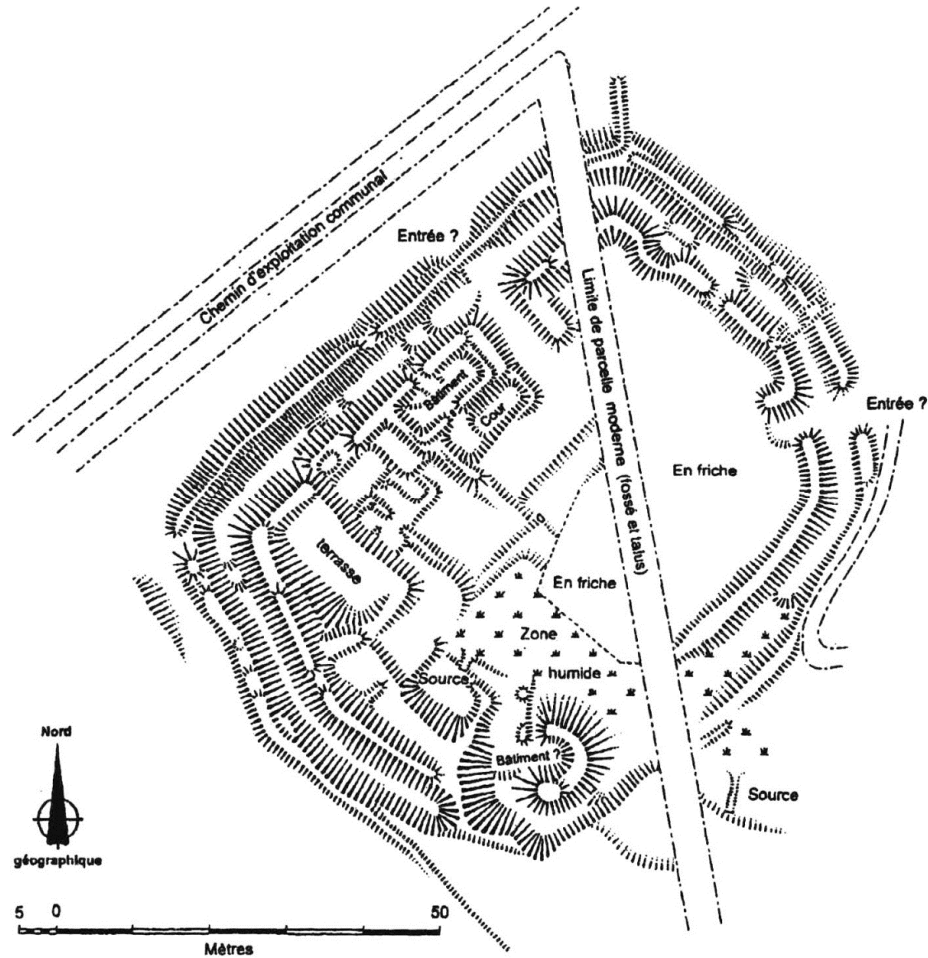 Chemin d'exploitation communal
Entrée ?
Limite de parcelle moderne (fossé et talus)
Bâtiment
Cour
Entrée ?
En friche
terrasse
En friche
Zone
humide
Source
Bâtiment ?
Source
Nord
géographique
5 0 50
Mètres